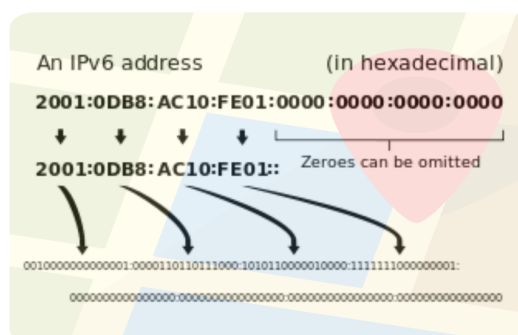 An IPv6 address (in hexadecimal)
2001:0DB8:AC10:FE01:0000:0000:0000:0000
Zeroes can be omitted
2001:0DB8:AC10:FE01::
0010000000000001:0000110110111000:1010110000010000:1111111000000001:
0000000000000000:0000000000000000:0000000000000000:0000000000000000